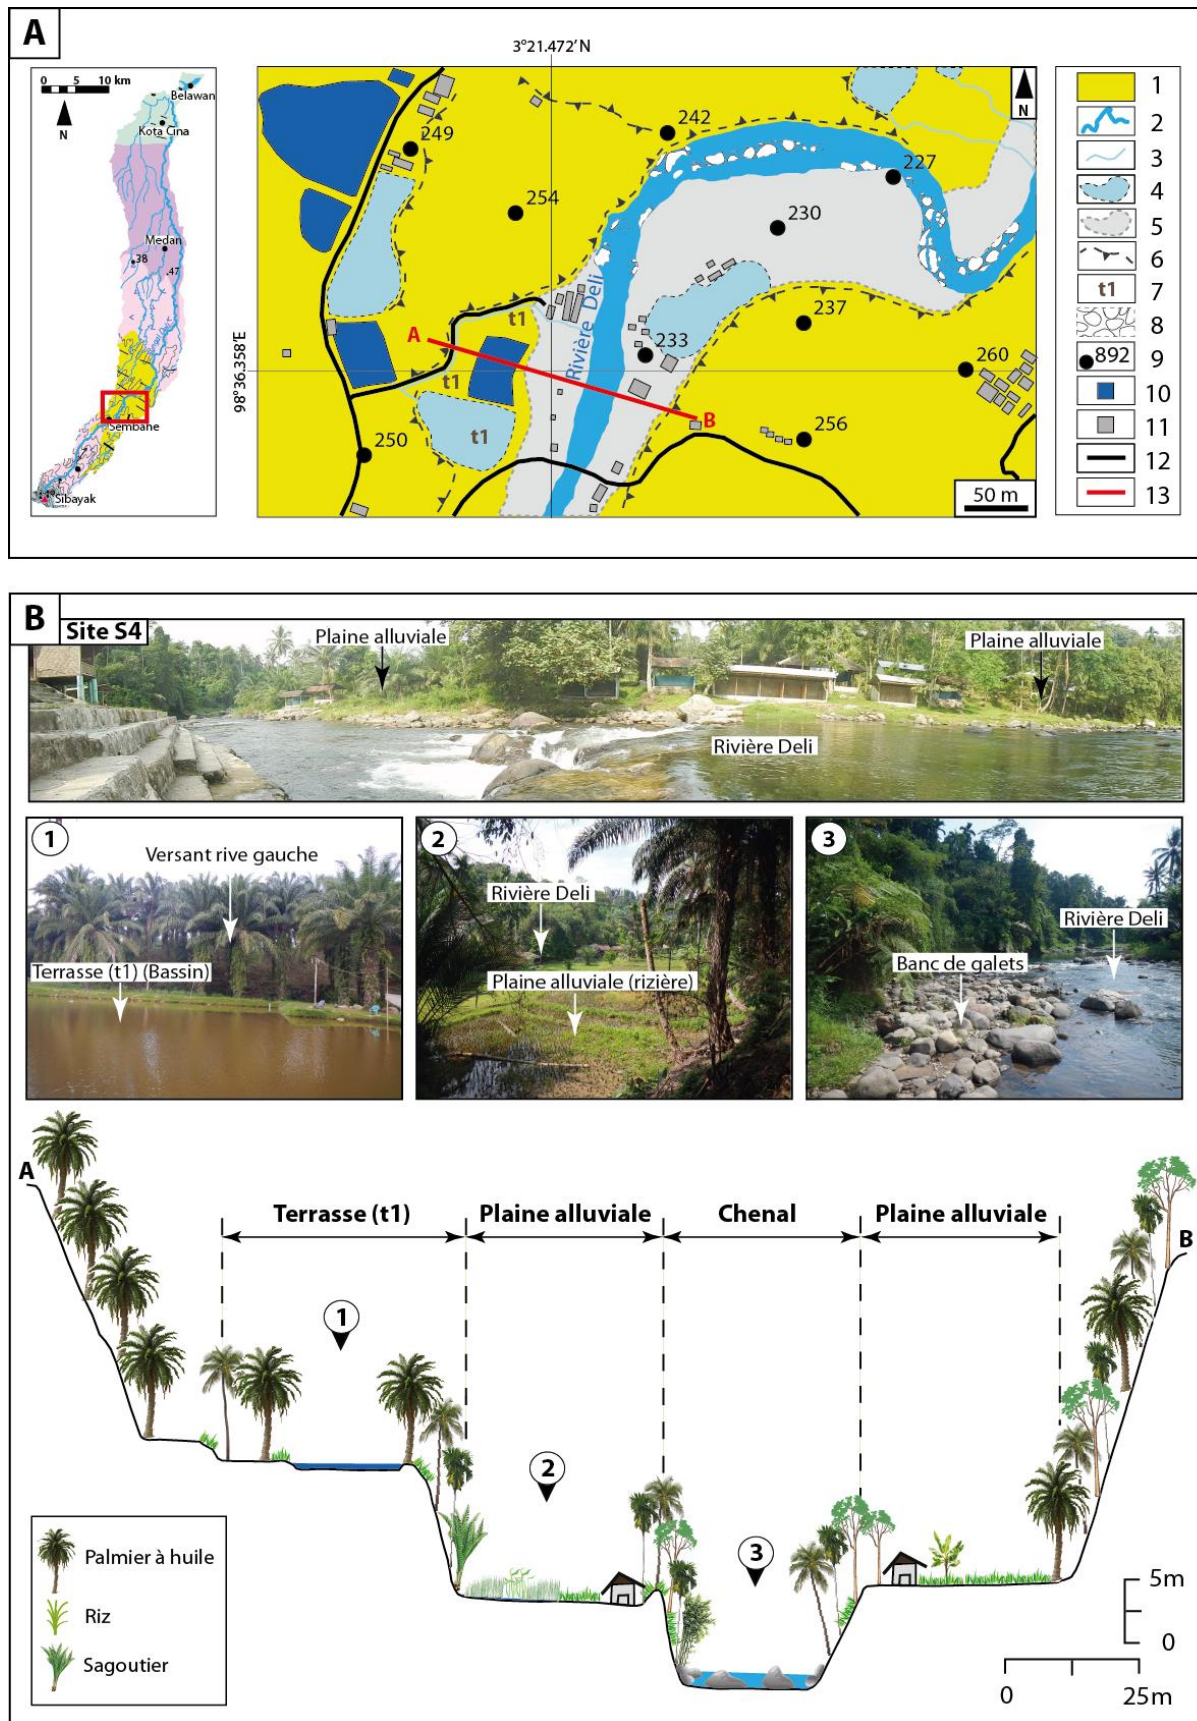 A
0 5 10 km
N
Belawan
Kota Cina
Medan
38
47
Sembahe
Sibayak
3°21.472’N
98°36.358’E
N
249
242
227
254
230
237
233
260
256
250
t1
t1
t1
A
B
Rivière Deli
50 m
1
2
3
4
5
6
t1 7
8
892 9
10
11
12
13
B
Site S4
Plaine alluviale
Plaine alluviale
Rivière Deli
1
Versant rive gauche
Terrasse (t1) (Bassin)
2
Rivière Deli
Plaine alluviale (rizière)
3
Rivière Deli
Banc de galets
A
Terrasse (t1)
Plaine alluviale
Chenal
Plaine alluviale
B
1
2
3
Palmier à huile
Riz
Sagoutier
5m
0
0 25m